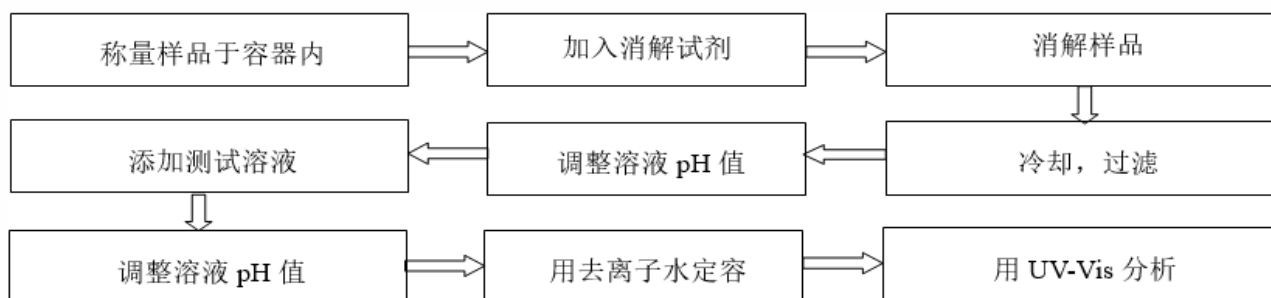 称量样品于容器内
加入消解试剂
消解样品
冷却，过滤
调整溶液 pH 值
添加测试溶液
调整溶液 pH 值
用去离子水定容
用 UV-Vis 分析